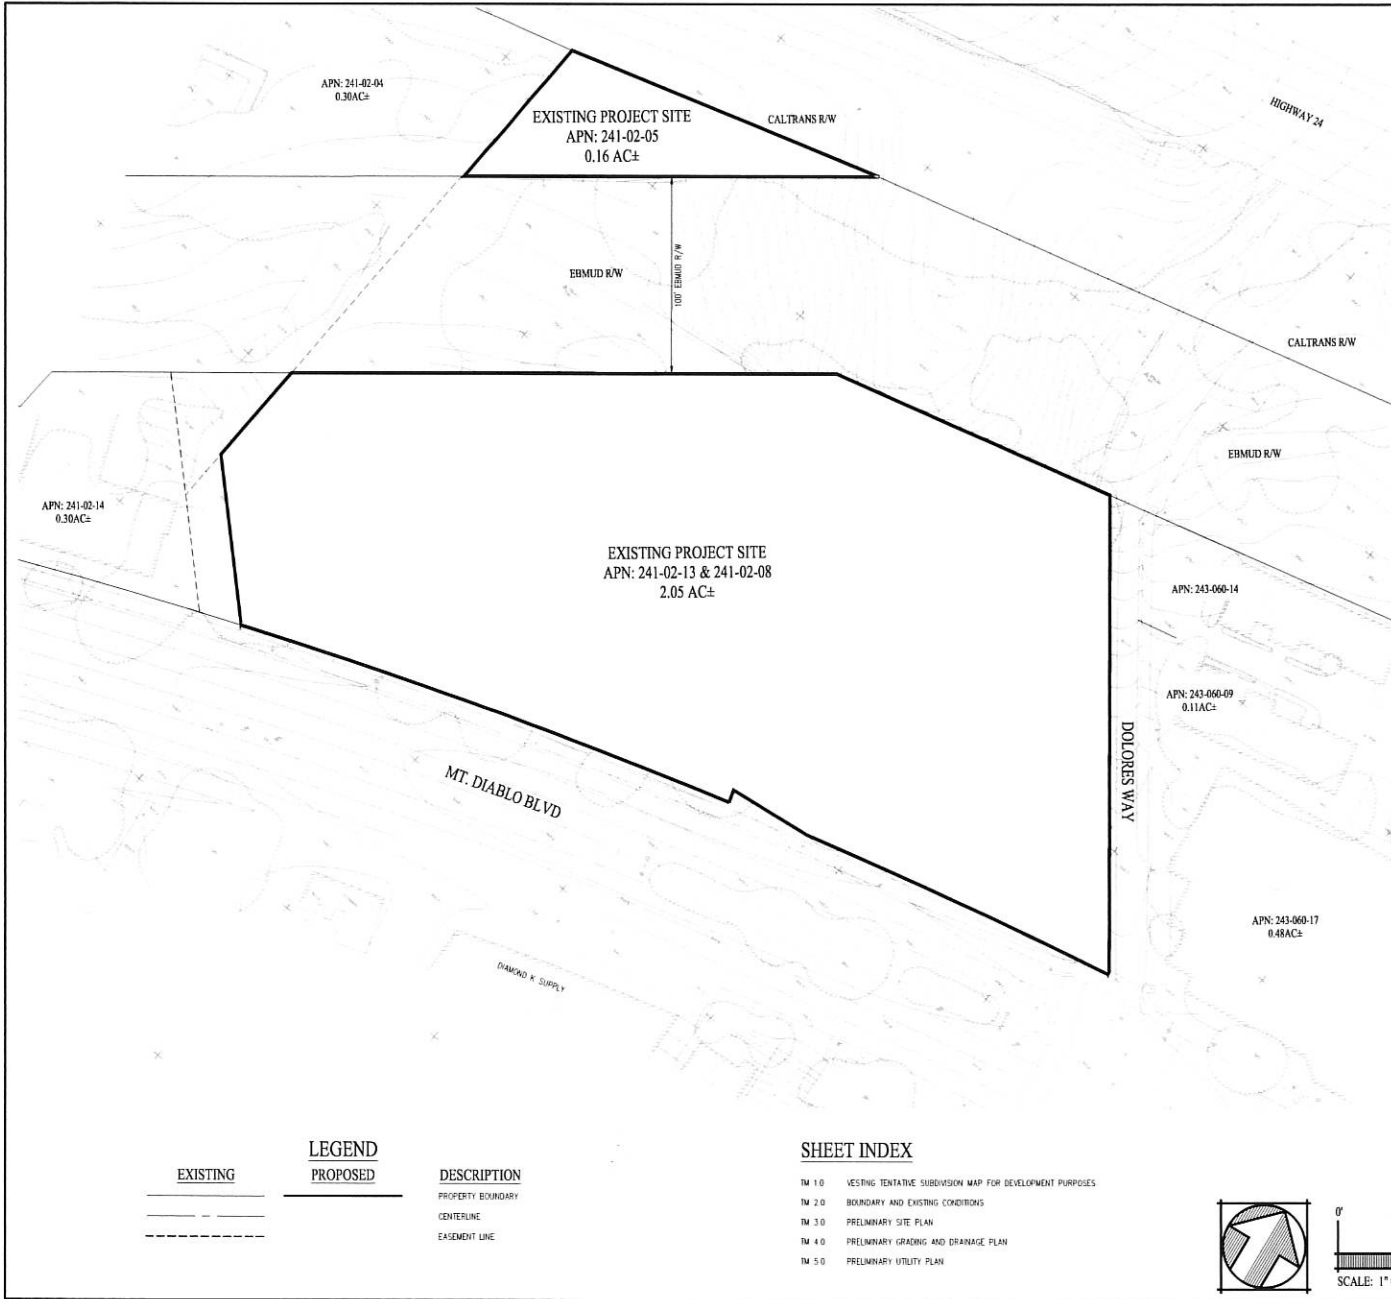 APN: 241-02-04
0.30AC±
EXISTING PROJECT SITE
APN: 241-02-05
0.16 AC±
CALTRANS R/W
HIGHWAY 24
EBMUD R/W
100' EBMUD R/W
CALTRANS R/W
EBMUD R/W
APN: 241-02-14
0.30AC±
EXISTING PROJECT SITE
APN: 241-02-13 & 241-02-08
2.05 AC±
APN: 243-060-14
APN: 243-060-09
0.11AC±
DOLORES WAY
MT. DIABLO BLVD
APN: 243-060-17
0.48AC±
DIAMOND K SUPPLY
LEGEND
EXISTING PROPOSED DESCRIPTION
PROPERTY BOUNDARY
CENTERLINE
EASEMENT LINE
SHEET INDEX
TM 1.0 VESTING TENTATIVE SUBDIVISION MAP FOR DEVELOPMENT PURPOSES
TM 2.0 BOUNDARY AND EXISTING CONDITIONS
TM 3.0 PRELIMINARY SITE PLAN
TM 4.0 PRELIMINARY GRADING AND DRAINAGE PLAN
TM 5.0 PRELIMINARY UTILITY PLAN
0'
SCALE: 1"